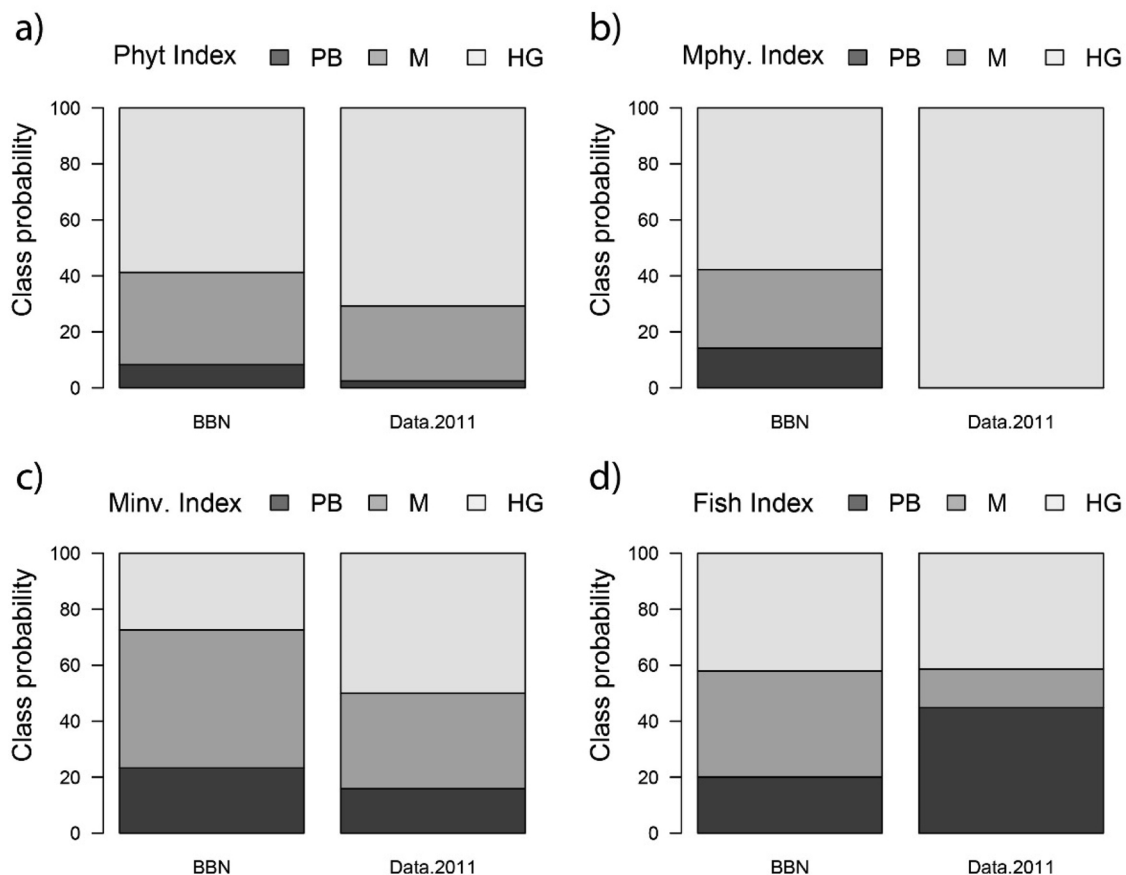 a)
Phyt Index PB M HG
Class probability
100
80
60
40
20
0
BBN Data.2011
b)
Mphy. Index PB M HG
Class probability
100
80
60
40
20
0
BBN Data.2011
c)
Minv. Index PB M HG
Class probability
100
80
60
40
20
0
BBN Data.2011
d)
Fish Index PB M HG
Class probability
100
80
60
40
20
0
BBN Data.2011